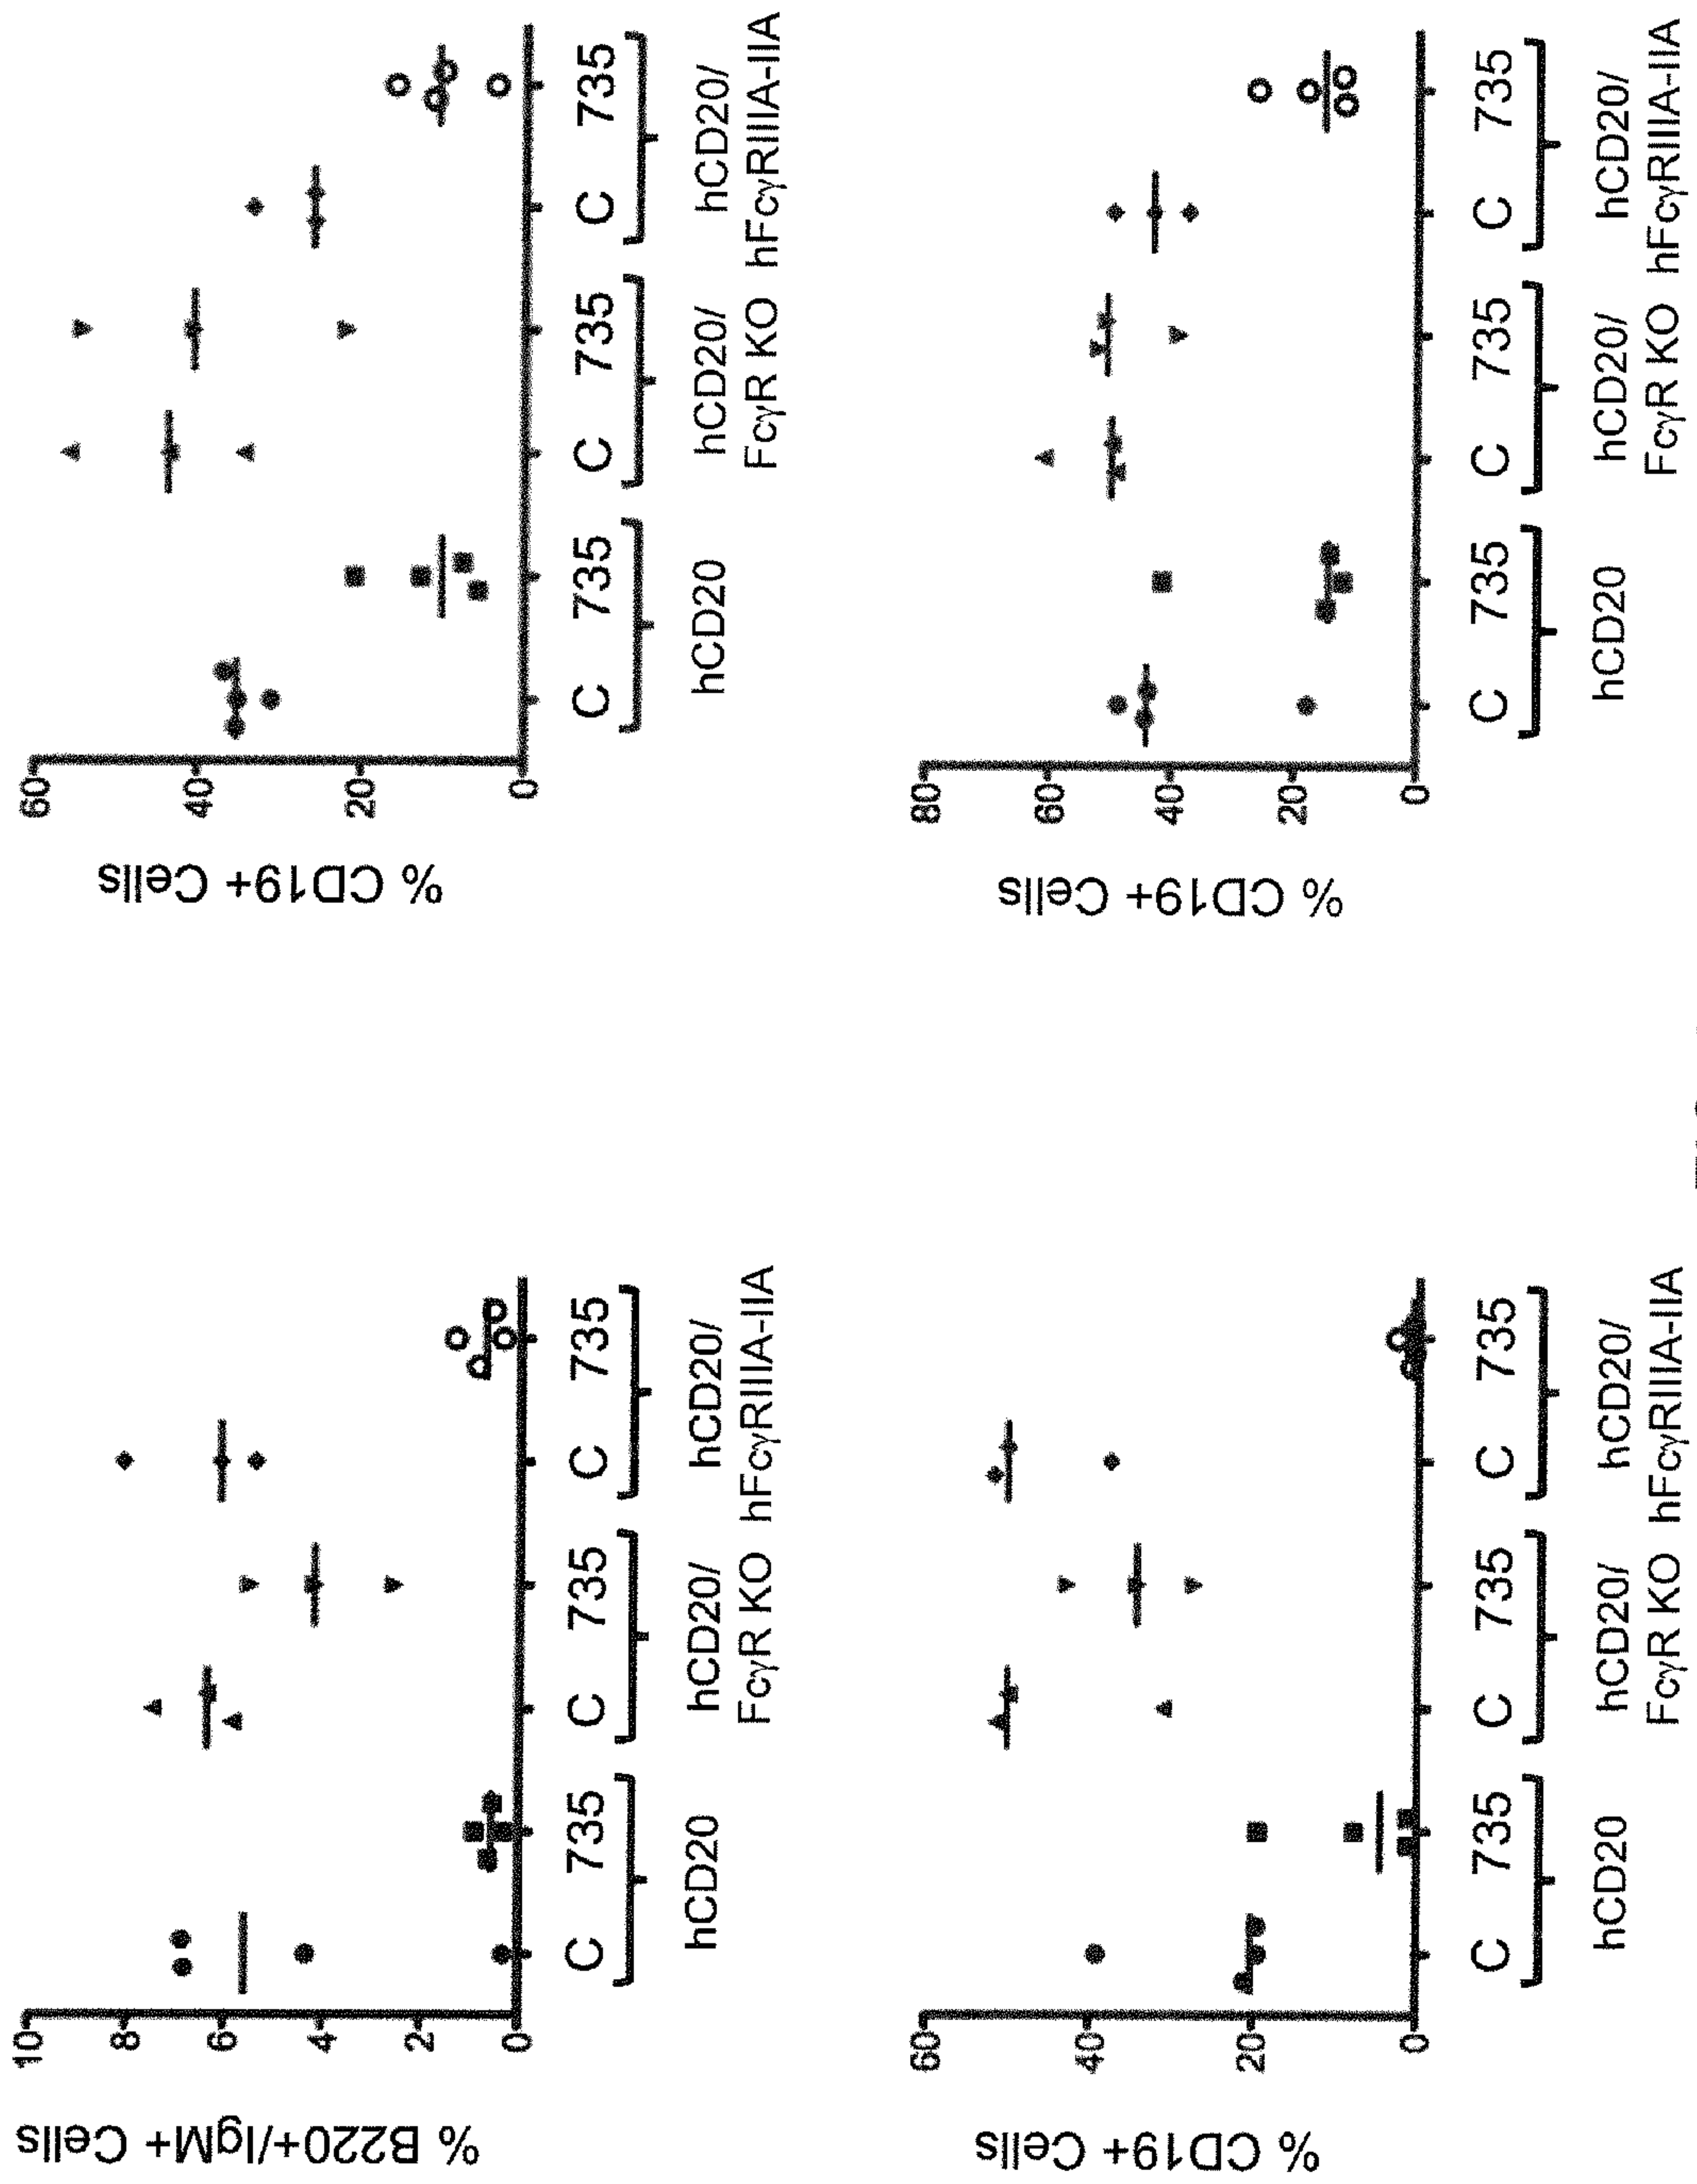 % B220+/IgM+ Cells
10
8
6
4
2
0
C 735 C 735 C 735
hCD20 hCD20/ hCD20/
FcγR KO hFcγRIIIA-IIA
% CD19+ Cells
60
40
20
0
C 735 C 735 C 735
hCD20 hCD20/ hCD20/
FcγR KO hFcγRIIIA-IIA
% CD19+ Cells
60
40
20
0
C 735 C 735 C 735
hCD20 hCD20/ hCD20/
FcγR KO hFcγRIIIA-IIA
% CD19+ Cells
80
60
40
20
0
C 735 C 735 C 735
hCD20 hCD20/ hCD20/
FcγR KO hFcγRIIIA-IIA